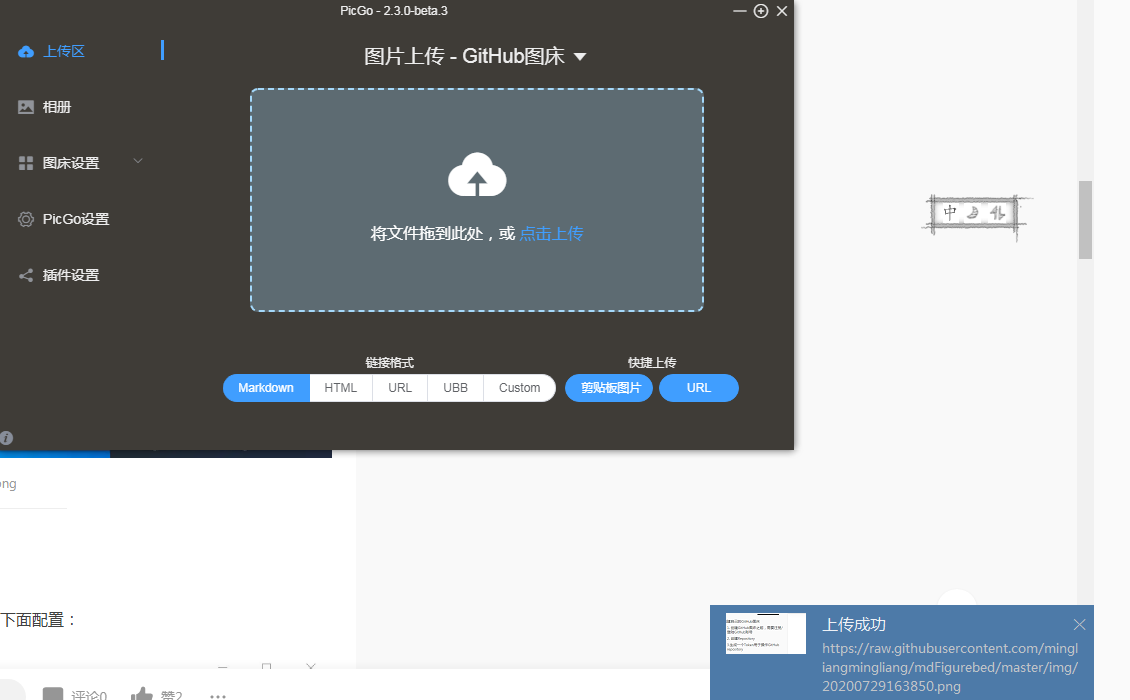 PicGo - 2.3.0-beta.3
上传区
图片上传 - GitHub图床
相册
图床设置
PicGo设置
插件设置
将文件拖到此处，或 点击上传
链接格式
快捷上传
Markdown HTML URL UBB Custom
剪贴板图片 URL
ong
下面配置：
评论0 赞2
中
上传成功
https://raw.githubusercontent.com/mingl
iangmingliang/mdFigurebed/master/img/
20200729163850.png